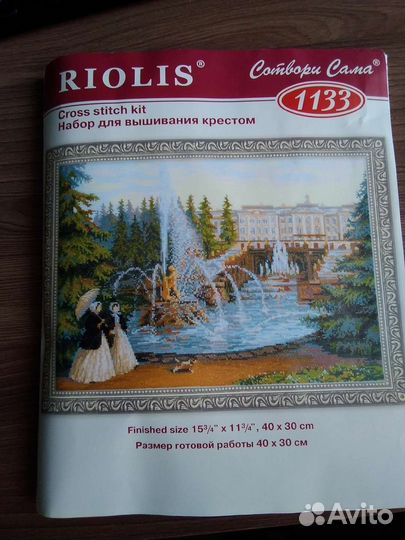 RIOLIS®
Сотвори Сама®
Cross stitch kit
1133
Набор для вышивания крестом
Finished size 15³/₄" x 11³/₄", 40 x 30 cm
Размер готовой работы 40 x 30 см
Avito